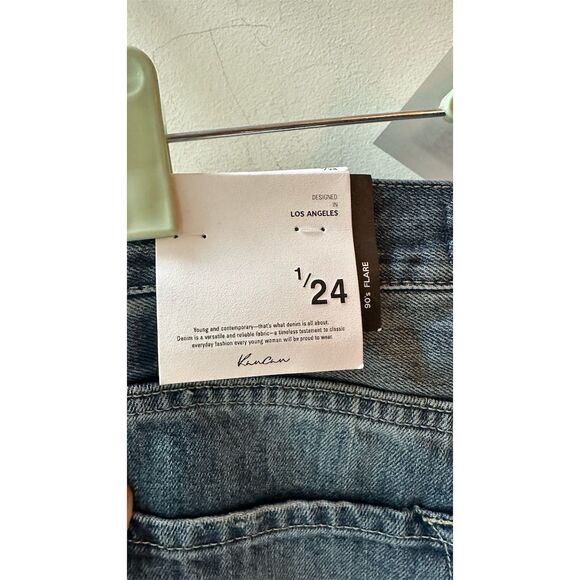 DESIGNED
IN
LOS ANGELES
1/24
90's FLARE
Young and contemporary—that's what denim is all about.
Denim is a versatile and reliable fabric—a timeless testament to classic
everyday fashion every young woman will be proud to wear.
KanCan